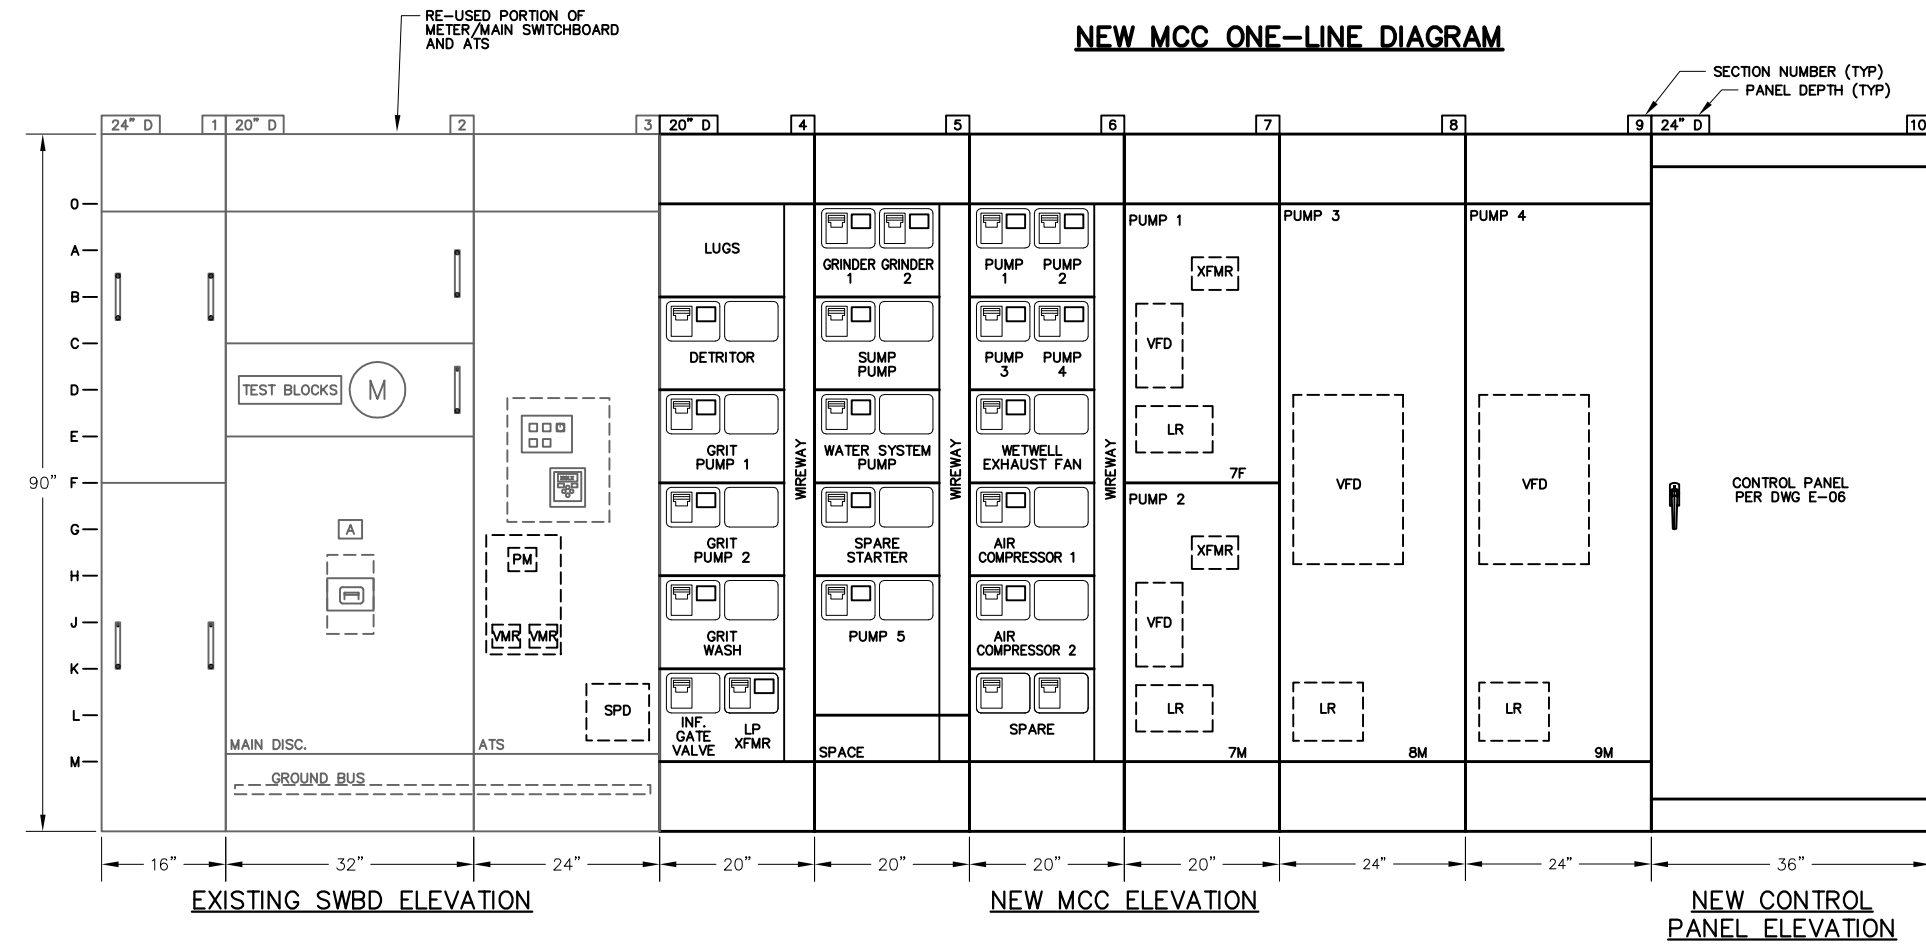 RE-USED PORTION OF
METER/MAIN SWITCHBOARD
AND ATS
NEW MCC ONE-LINE DIAGRAM
SECTION NUMBER (TYP)
PANEL DEPTH (TYP)
24" D
1
20" D
2
3
20" D
4
5
6
7
8
9
24" D
10
0
A
B
C
D
E
F
G
H
J
K
L
M
90"
TEST BLOCKS
M
A
MAIN DISC.
GROUND BUS
PM
VMR
VMR
SPD
ATS
LUGS
DETRITOR
GRIT
PUMP 1
GRIT
PUMP 2
GRIT
WASH
INF.
GATE
VALVE
LP
XFMR
WIREWAY
GRINDER
1
GRINDER
2
SUMP
PUMP
WATER SYSTEM
PUMP
SPARE
STARTER
PUMP 5
SPACE
WIREWAY
PUMP
1
PUMP
2
PUMP
3
PUMP
4
WETWELL
EXHAUST FAN
AIR
COMPRESSOR 1
AIR
COMPRESSOR 2
SPARE
WIREWAY
PUMP 1
XFMR
VFD
LR
7F
PUMP 2
XFMR
VFD
LR
7M
PUMP 3
VFD
LR
8M
PUMP 4
VFD
LR
9M
CONTROL PANEL
PER DWG E-06
16"
32"
24"
20"
20"
20"
20"
24"
24"
36"
EXISTING SWBD ELEVATION
NEW MCC ELEVATION
NEW CONTROL
PANEL ELEVATION